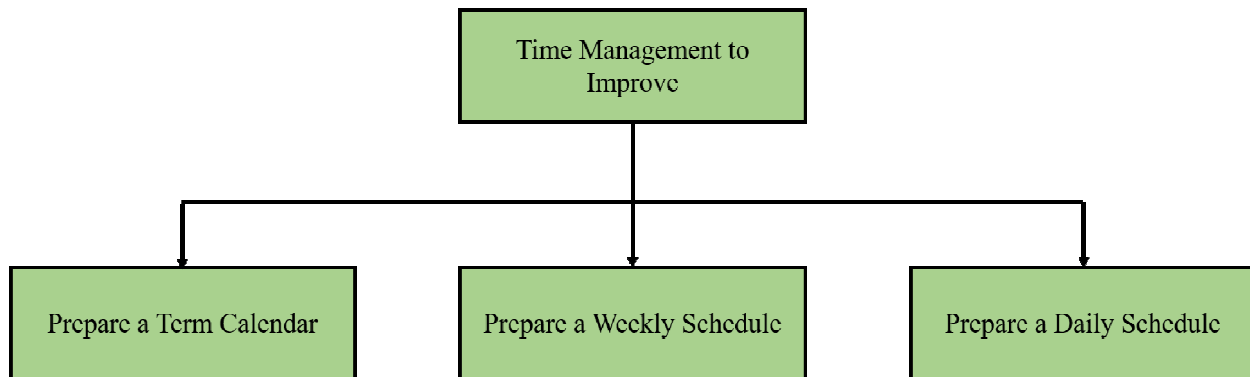 Time Management to
Improve
Prepare a Term Calendar
Prepare a Weekly Schedule
Prepare a Daily Schedule